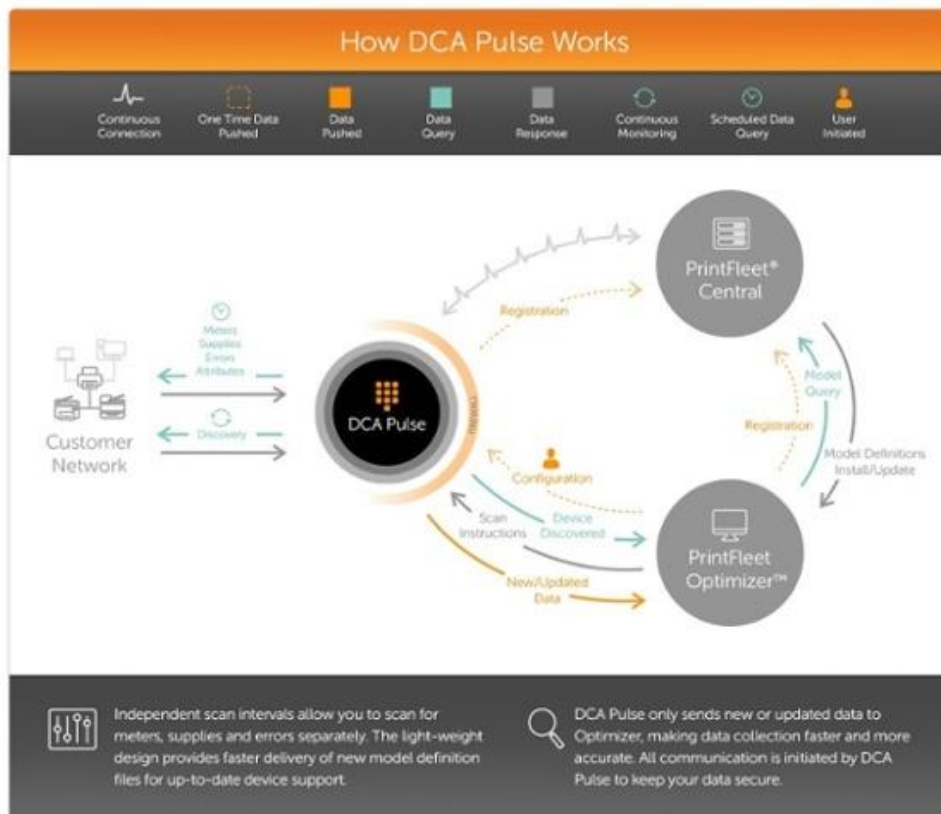 How DCA Pulse Works
Continuous
Connection
One Time Data
Pushed
Data
Pushed
Data
Query
Data
Response
Continuous
Monitoring
Scheduled Data
Query
User
Initiated
PrintFleet®
Central
Registration
Meters
Supplies
Errors
Attributes
Discovery
Customer
Network
DCA Pulse
Model
Query
Registration
Model Definitions
Install/Update
Configuration
Scan
Instructions
Device
Discovered
New/Updated
Data
PrintFleet
Optimizer™
Independent scan intervals allow you to scan for
meters, supplies and errors separately. The light-weight
design provides faster delivery of new model definition
files for up-to-date device support.
DCA Pulse only sends new or updated data to
Optimizer, making data collection faster and more
accurate. All communication is initiated by DCA
Pulse to keep your data secure.